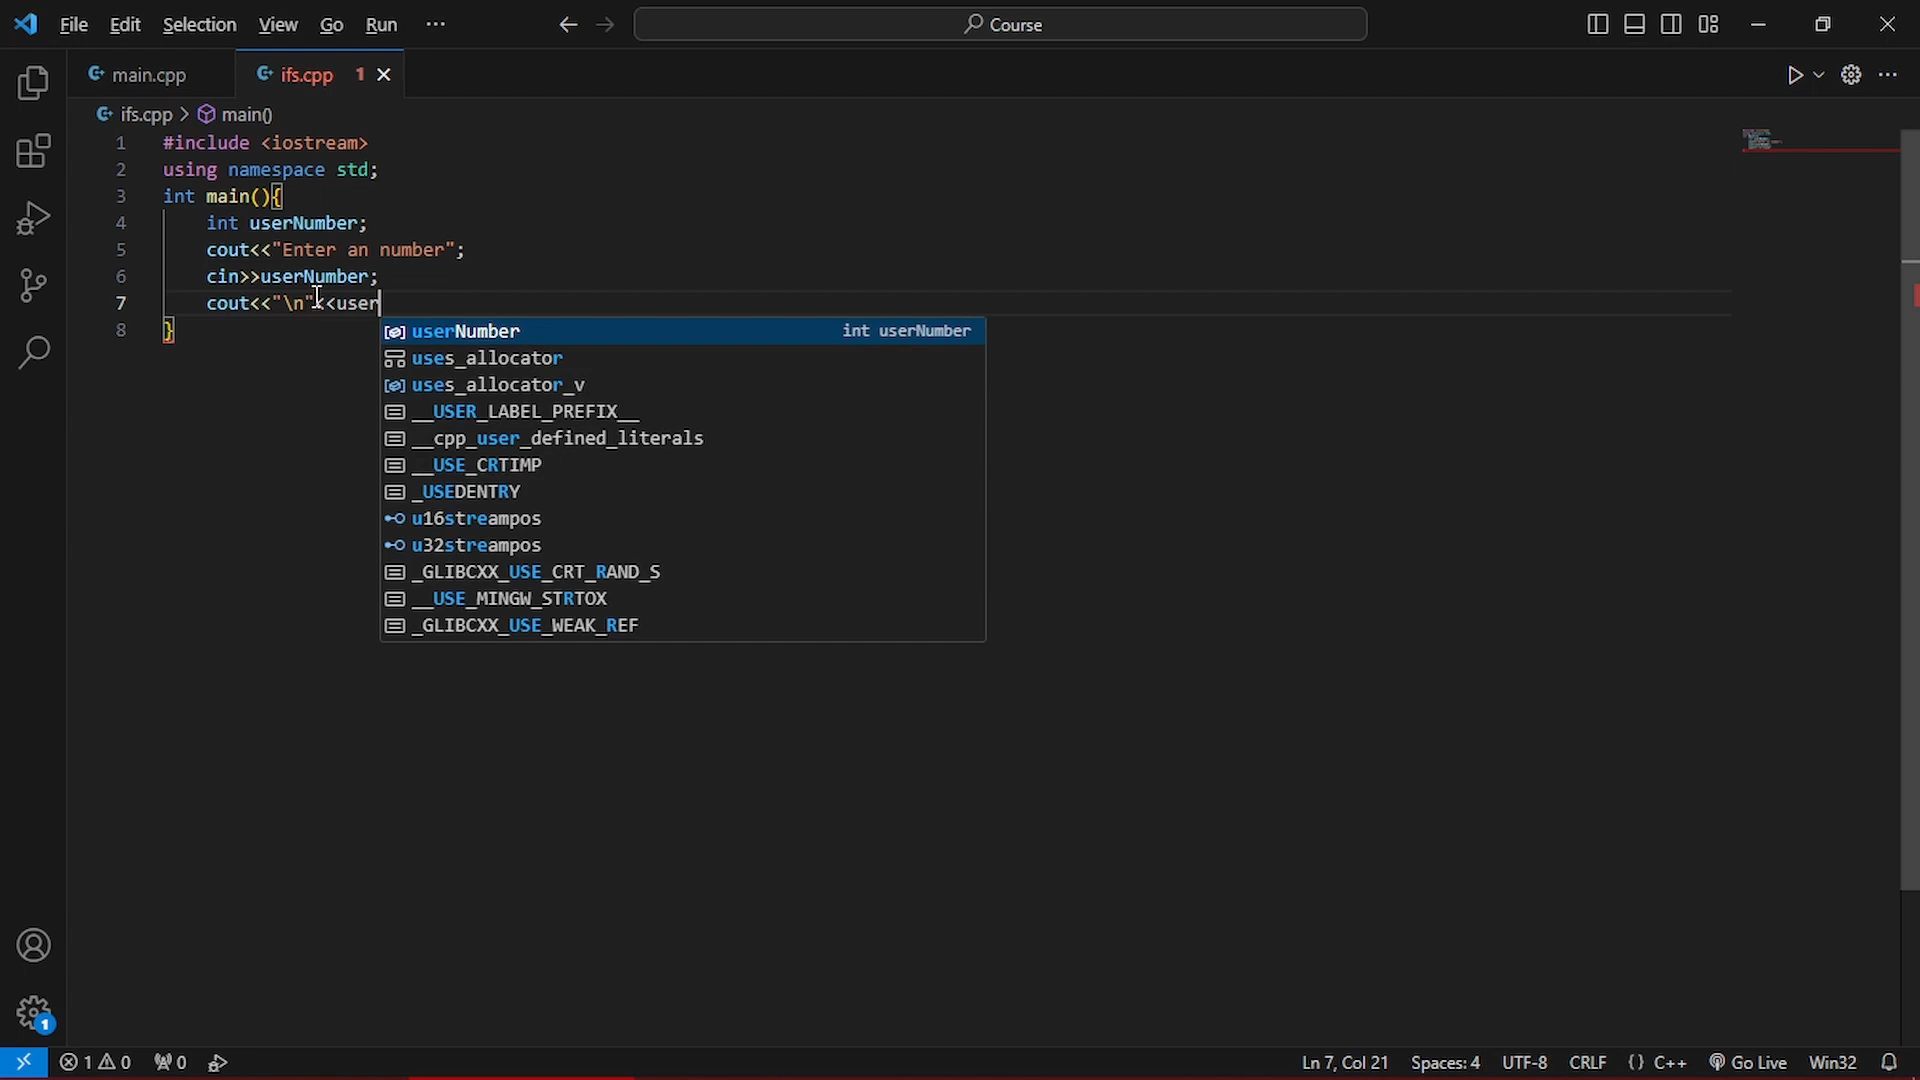 File Edit Selection View Go Run ··· Course
main.cpp ifs.cpp 1
ifs.cpp > main()
1 #include <iostream>
2 using namespace std;
3 int main(){
4 int userNumber;
5 cout<<"Enter an number";
6 cin>>userNumber;
7 cout<<"\n"<<user
8 }
userNumber int userNumber
uses_allocator
uses_allocator_v
__USER_LABEL_PREFIX__
__cpp_user_defined_literals
__USE_CRTIMP
_USEDENTRY
u16streampos
u32streampos
_GLIBCXX_USE_CRT_RAND_S
__USE_MINGW_STRTOX
_GLIBCXX_USE_WEAK_REF
1
1 0 0 Ln 7, Col 21 Spaces: 4 UTF-8 CRLF {} C++ Go Live Win32